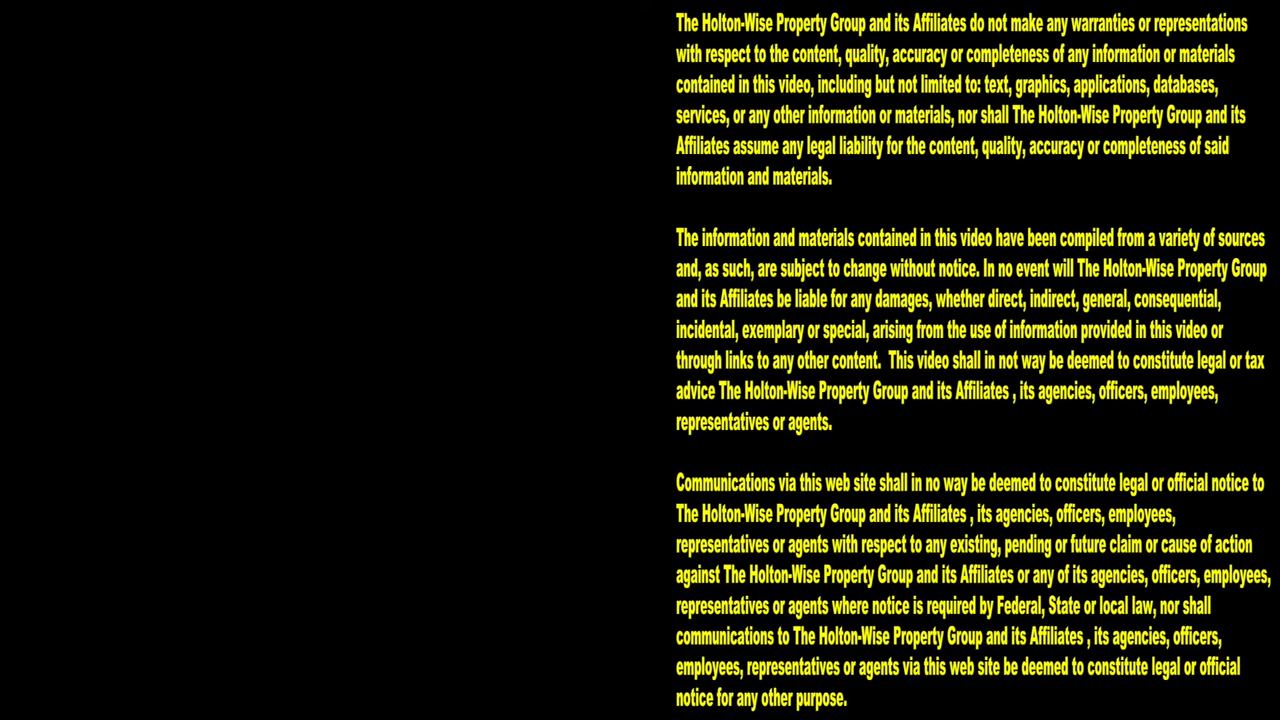 The Holton-Wise Property Group and its Affiliates do not make any warranties or representations
with respect to the content, quality, accuracy or completeness of any information or materials
contained in this video, including but not limited to: text, graphics, applications, databases,
services, or any other information or materials, nor shall The Holton-Wise Property Group and its
Affiliates assume any legal liability for the content, quality, accuracy or completeness of said
information and materials.
The information and materials contained in this video have been compiled from a variety of sources
and, as such, are subject to change without notice. In no event will The Holton-Wise Property Group
and its Affiliates be liable for any damages, whether direct, indirect, general, consequential,
incidental, exemplary or special, arising from the use of information provided in this video or
through links to any other content.  This video shall in not way be deemed to constitute legal or tax
advice The Holton-Wise Property Group and its Affiliates , its agencies, officers, employees,
representatives or agents.
Communications via this web site shall in no way be deemed to constitute legal or official notice to
The Holton-Wise Property Group and its Affiliates , its agencies, officers, employees,
representatives or agents with respect to any existing, pending or future claim or cause of action
against The Holton-Wise Property Group and its Affiliates or any of its agencies, officers, employees,
representatives or agents where notice is required by Federal, State or local law, nor shall
communications to The Holton-Wise Property Group and its Affiliates , its agencies, officers,
employees, representatives or agents via this web site be deemed to constitute legal or official
notice for any other purpose.